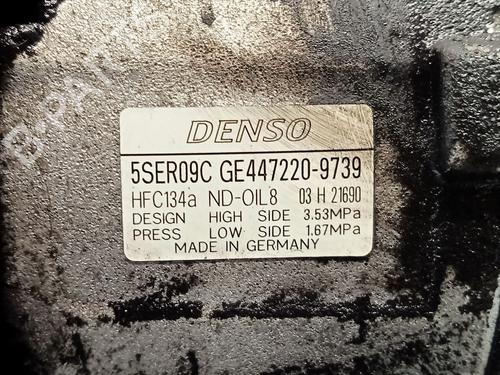 DENSO
5SER09C GE447220-9739
HFC134a ND-OIL8 03 H 21690
DESIGN HIGH SIDE 3.53MPa
PRESS LOW SIDE 1.67MPa
MADE IN GERMANY
B-PARTS